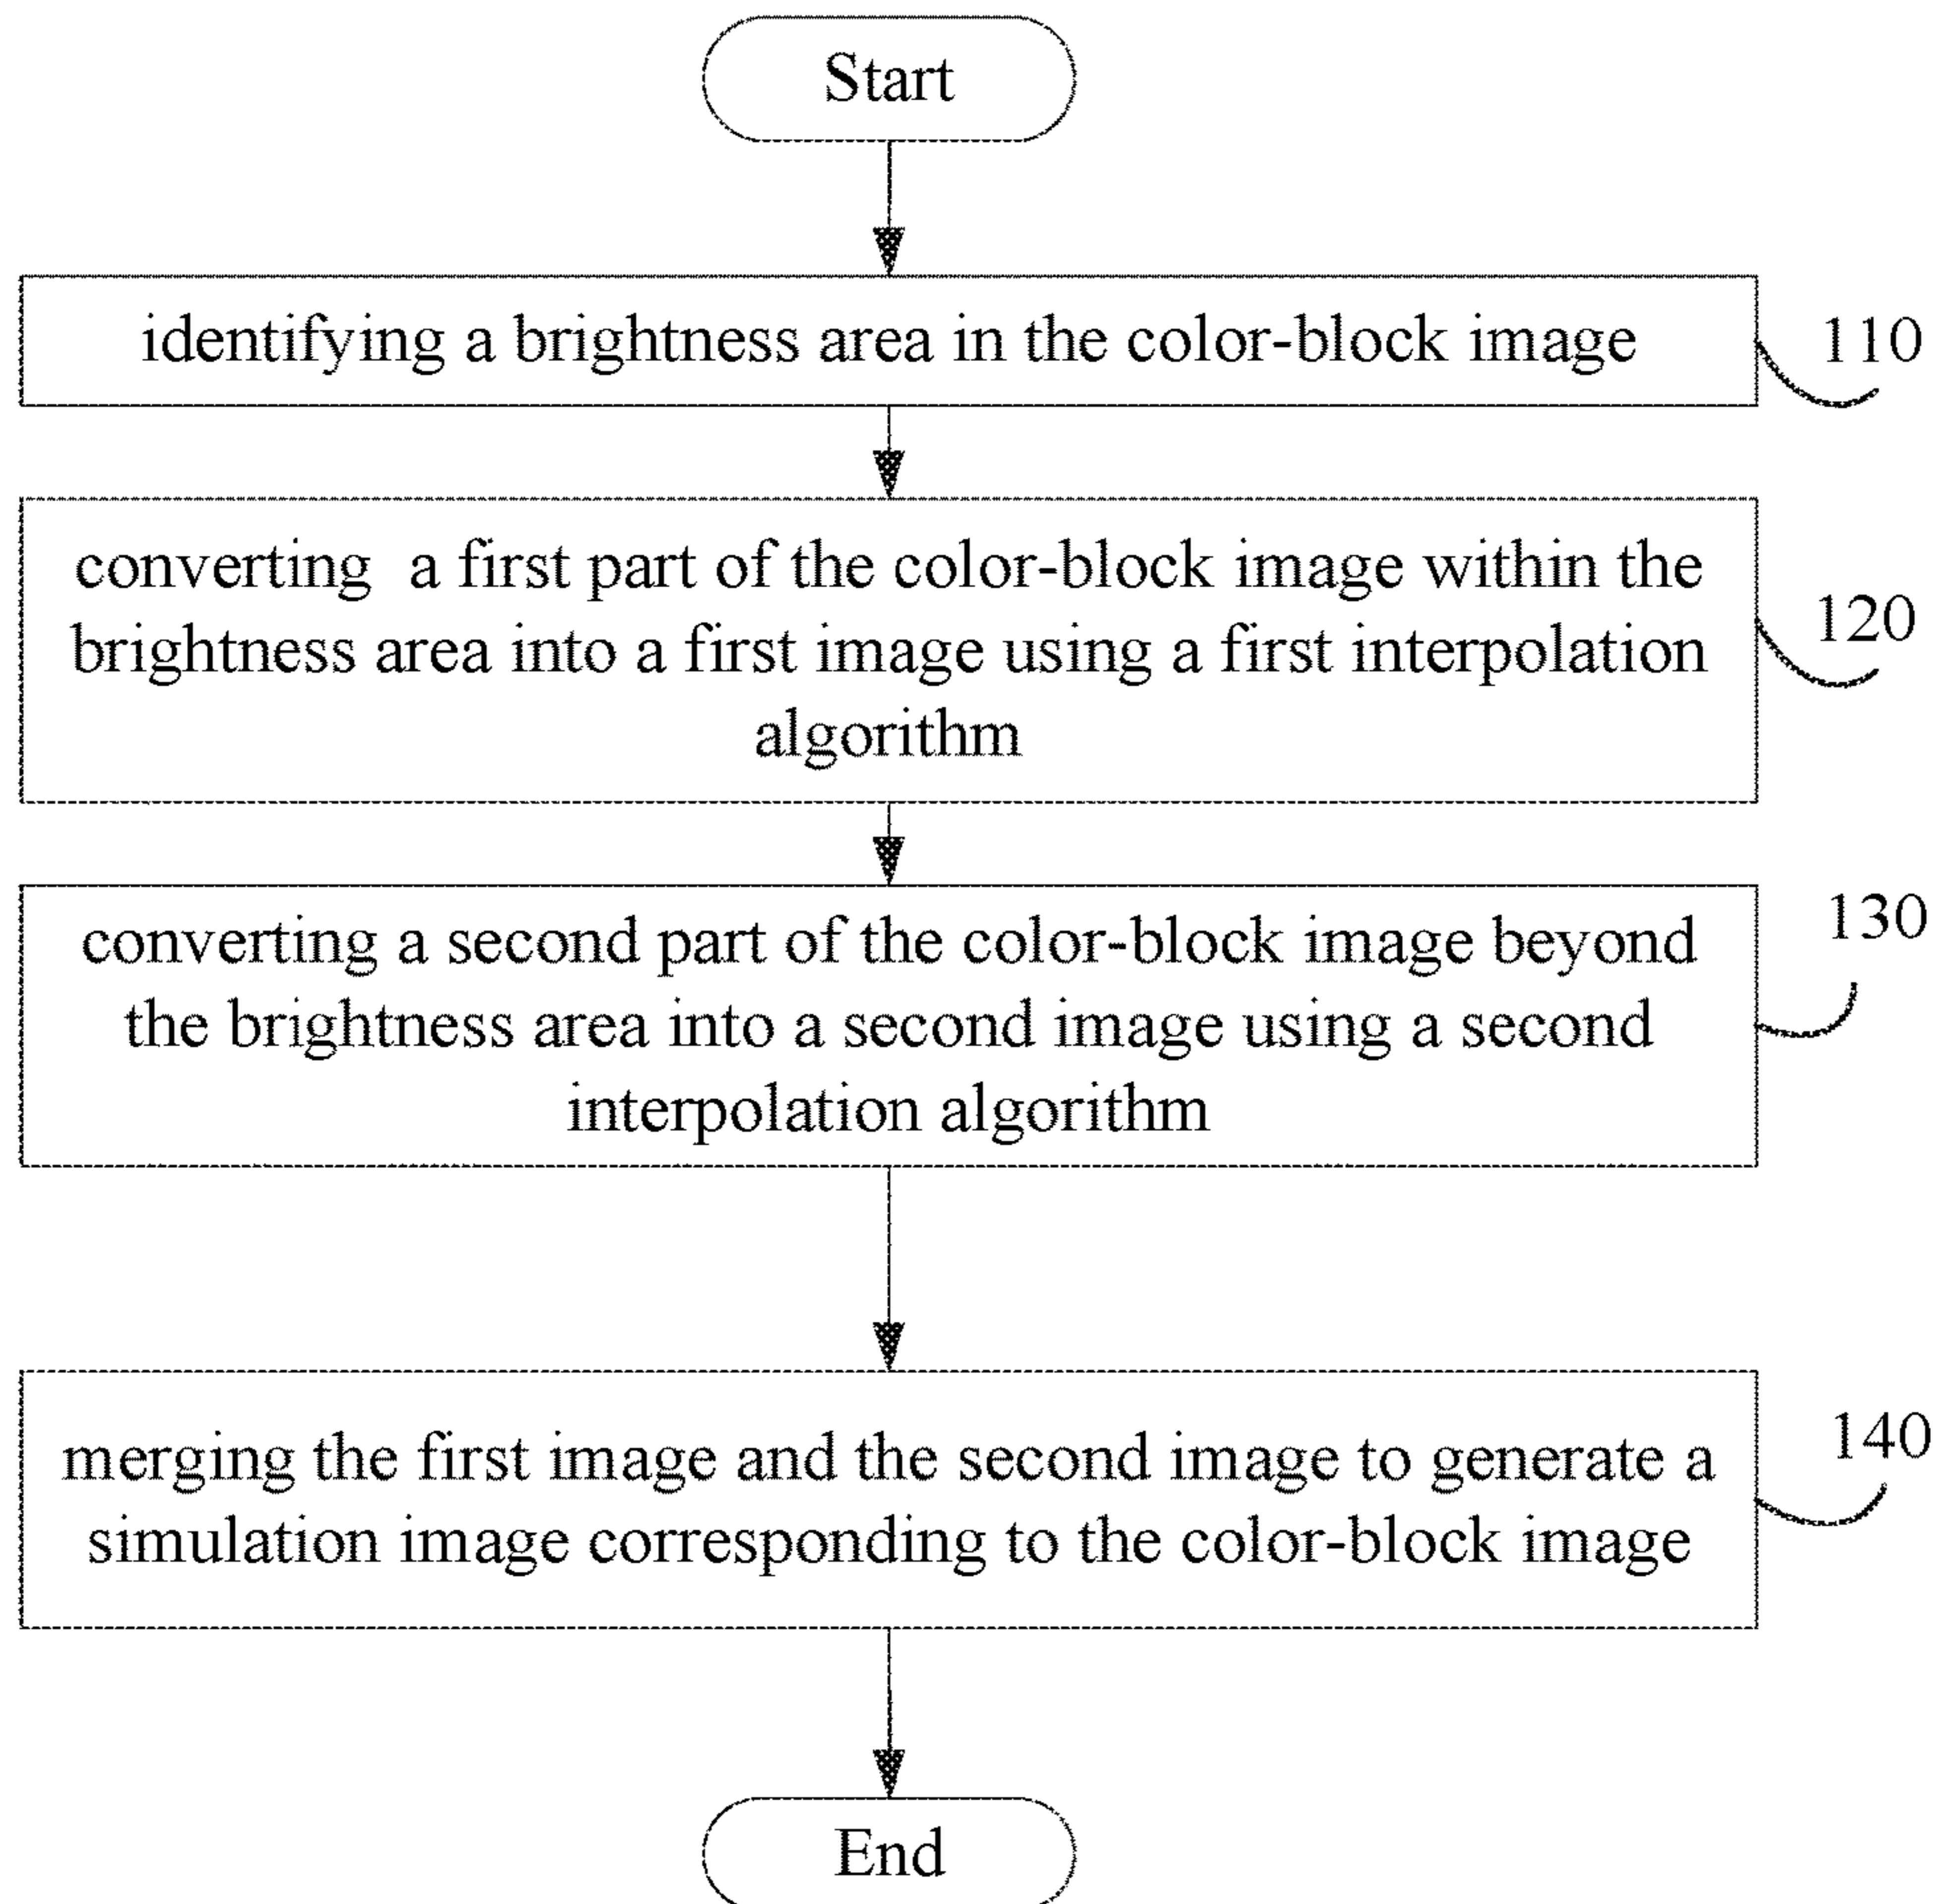 Start
identifying a brightness area in the color-block image
110
converting a first part of the color-block image within the
brightness area into a first image using a first interpolation
algorithm
120
converting a second part of the color-block image beyond
the brightness area into a second image using a second
interpolation algorithm
130
merging the first image and the second image to generate a
simulation image corresponding to the color-block image
140
End